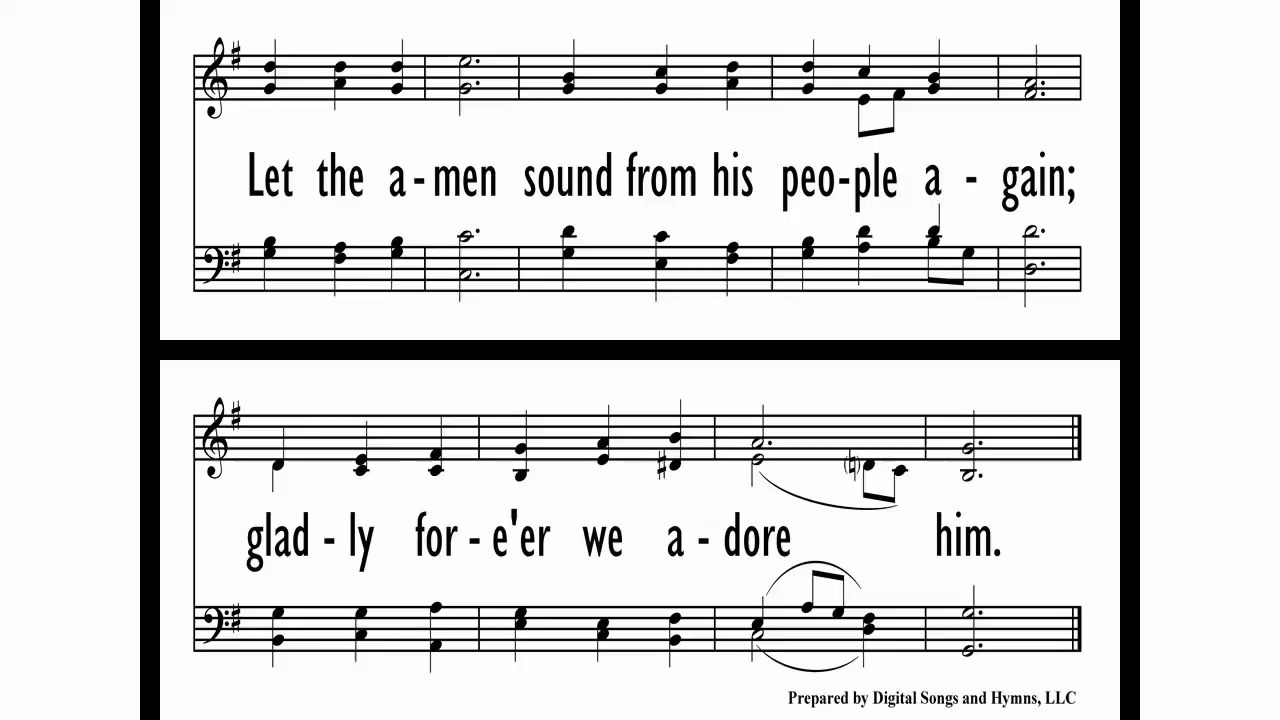 Let the a-men sound from his peo-ple a - gain;
glad - ly for - e'er we a - dore him.
Prepared by Digital Songs and Hymns, LLC